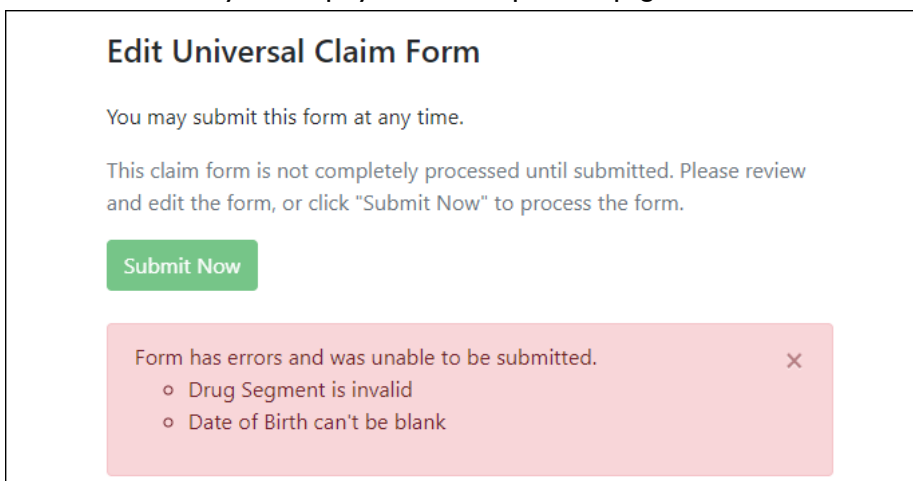 Edit Universal Claim Form
You may submit this form at any time.
This claim form is not completely processed until submitted. Please review
and edit the form, or click "Submit Now" to process the form.
Submit Now
Form has errors and was unable to be submitted.
Drug Segment is invalid
Date of Birth can't be blank